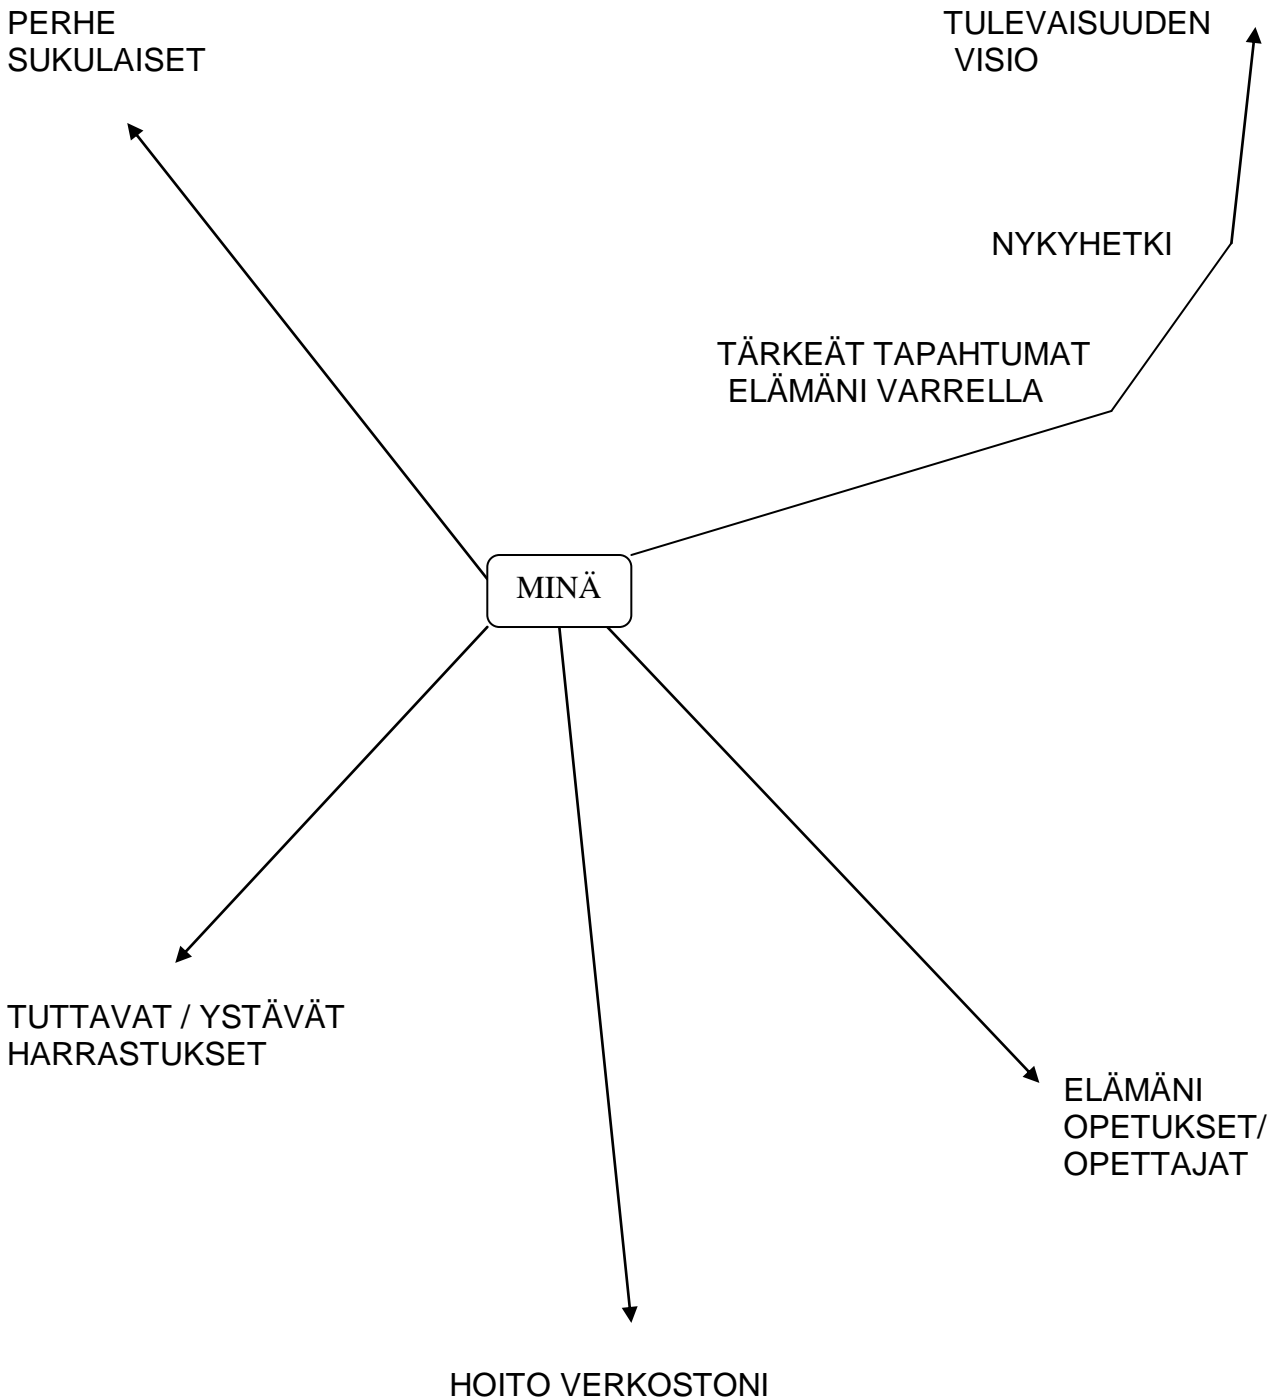 PERHE
SUKULAISET
TULEVAISUUDEN
VISIO
NYKYHETKI
TÄRKEÄT TAPAHTUMAT
ELÄMÄNI VARRELLA
MINÄ
TUTTAVAT / YSTÄVÄT
HARRASTUKSET
ELÄMÄNI
OPETUKSET/
OPETTAJAT
HOITO VERKOSTONI